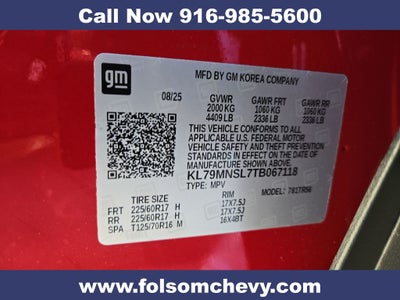 Call Now 916-985-5600
gm
MFD BY GM KOREA COMPANY
08/25 GVWR GAWR FRT GAWR RR
2000 KG 1060 KG 1060 KG
4409 LB 2336 LB 2336 LB
THIS VEHICLE CONFORMS TO ALL
APPLICABLE U.S. FEDERAL MOTOR
VEHICLE SAFETY AND THEFT
PREVENTION STANDARDS IN EFFECT ON THE DATE
OF MANUFACTURE SHOWN ABOVE.
KL79MNSL7TB067118
TYPE: MPV MODEL: 7817R56
TIRE SIZE RIM
FRT 225/60R17 H 17X7.5J
RR 225/60R17 H 17X7.5J
SPA T125/70R16 M 16X4BT
www.folsomchevy.com